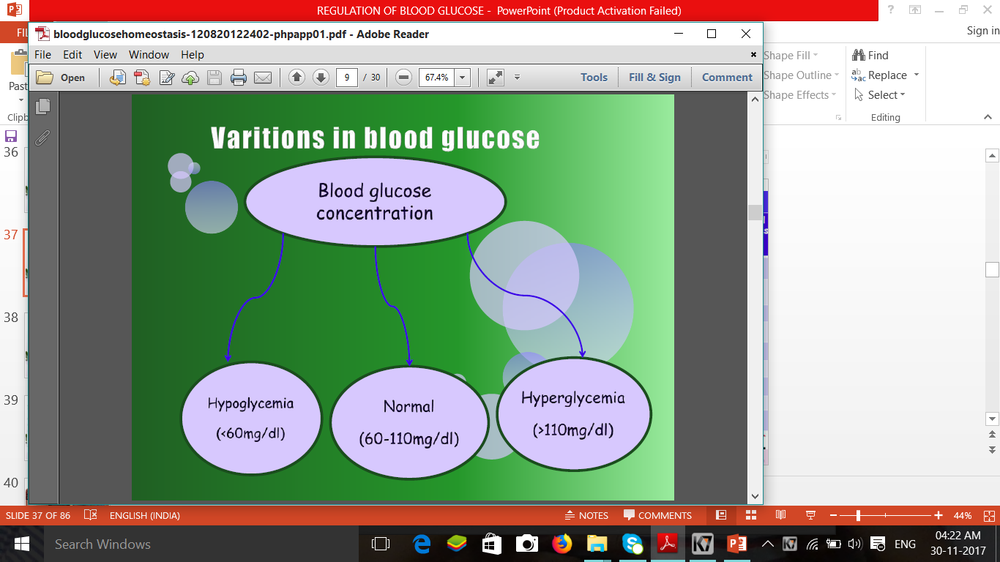 REGULATION OF BLOOD GLUCOSE - PowerPoint (Product Activation Failed)
Sign in
bloodglucosehomeostasis-120820122402-phpapp01.pdf - Adobe Reader
File Edit View Window Help
Open 9 / 30 67.4% Tools Fill & Sign Comment
Shape Fill
Shape Outline
Shape Effects
Find
Replace
Select
Editing
36
37
38
39
40
Varitions in blood glucose
Blood glucose
concentration
Hypoglycemia
(<60mg/dl)
Normal
(60-110mg/dl)
Hyperglycemia
(>110mg/dl)
SLIDE 37 OF 86 ENGLISH (INDIA) NOTES COMMENTS 44%
Search Windows
ENG
04:22 AM
30-11-2017